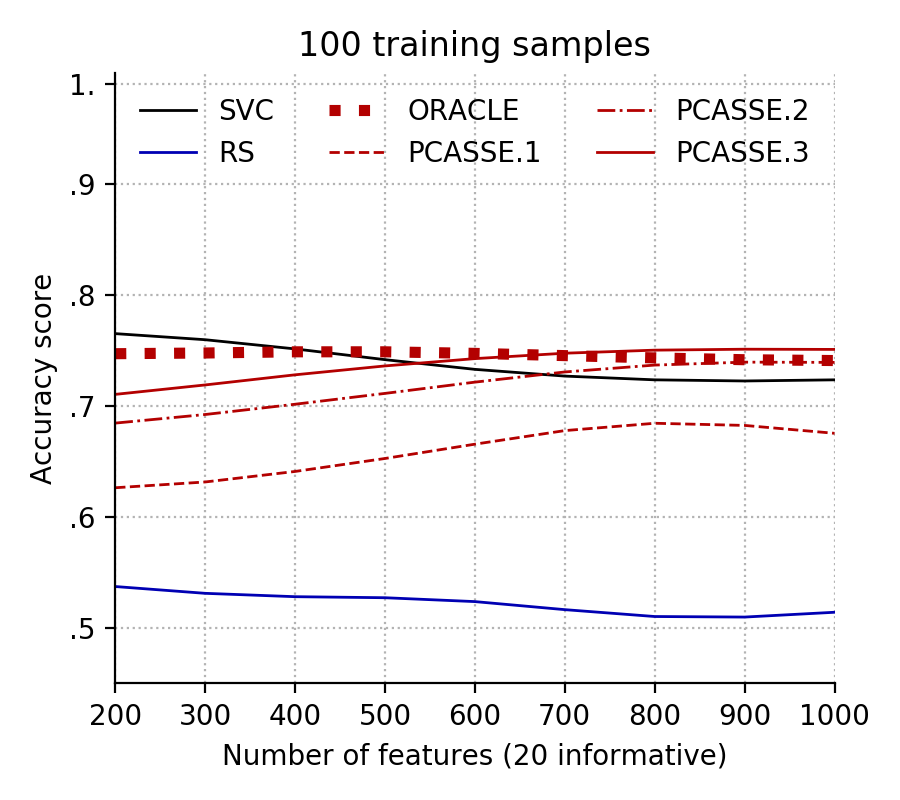 100 training samples
SVC
RS
ORACLE
PCASSE.1
PCASSE.2
PCASSE.3
1.
.9
.8
.7
.6
.5
Accuracy score
200 300 400 500 600 700 800 900 1000
Number of features (20 informative)